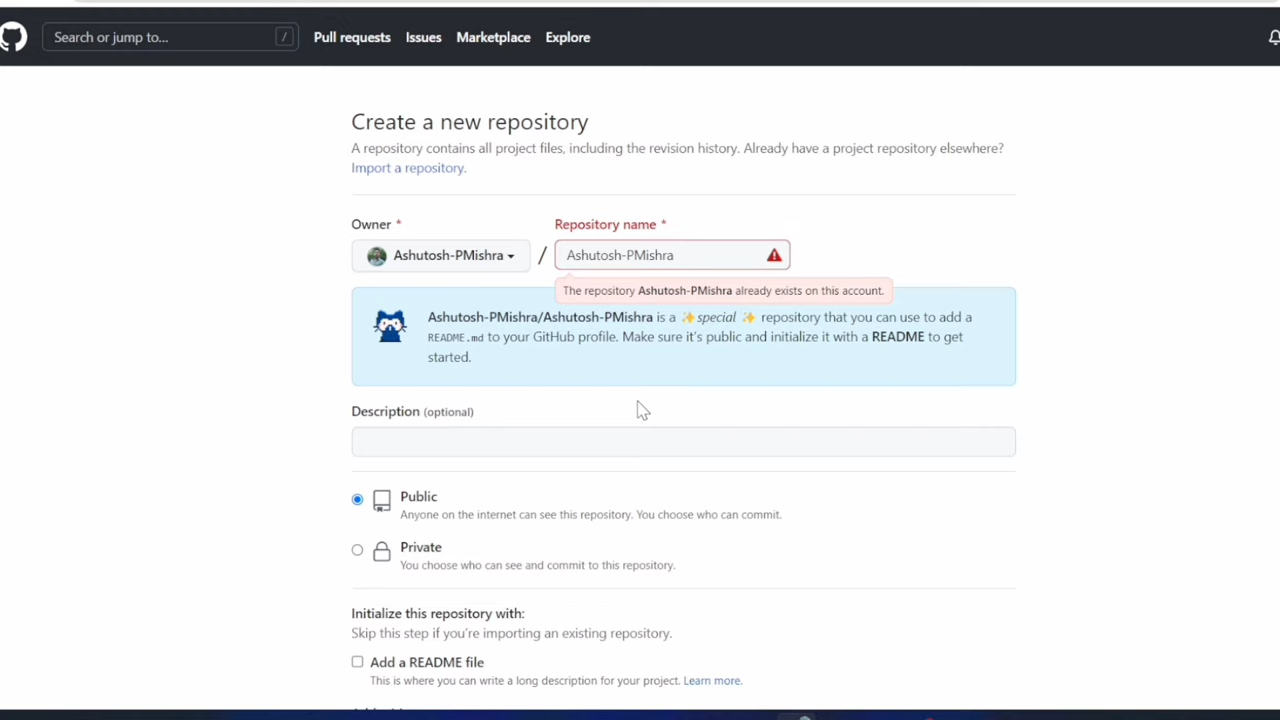 Search or jump to... / Pull requests Issues Marketplace Explore
Create a new repository
A repository contains all project files, including the revision history. Already have a project repository elsewhere?
Import a repository.
Owner * Repository name *
Ashutosh-PMishra / Ashutosh-PMishra
The repository Ashutosh-PMishra already exists on this account.
Ashutosh-PMishra/Ashutosh-PMishra is a ✨special ✨ repository that you can use to add a
README.md to your GitHub profile. Make sure it's public and initialize it with a README to get
started.
Description (optional)
Public
Anyone on the internet can see this repository. You choose who can commit.
Private
You choose who can see and commit to this repository.
Initialize this repository with:
Skip this step if you're importing an existing repository.
Add a README file
This is where you can write a long description for your project. Learn more.